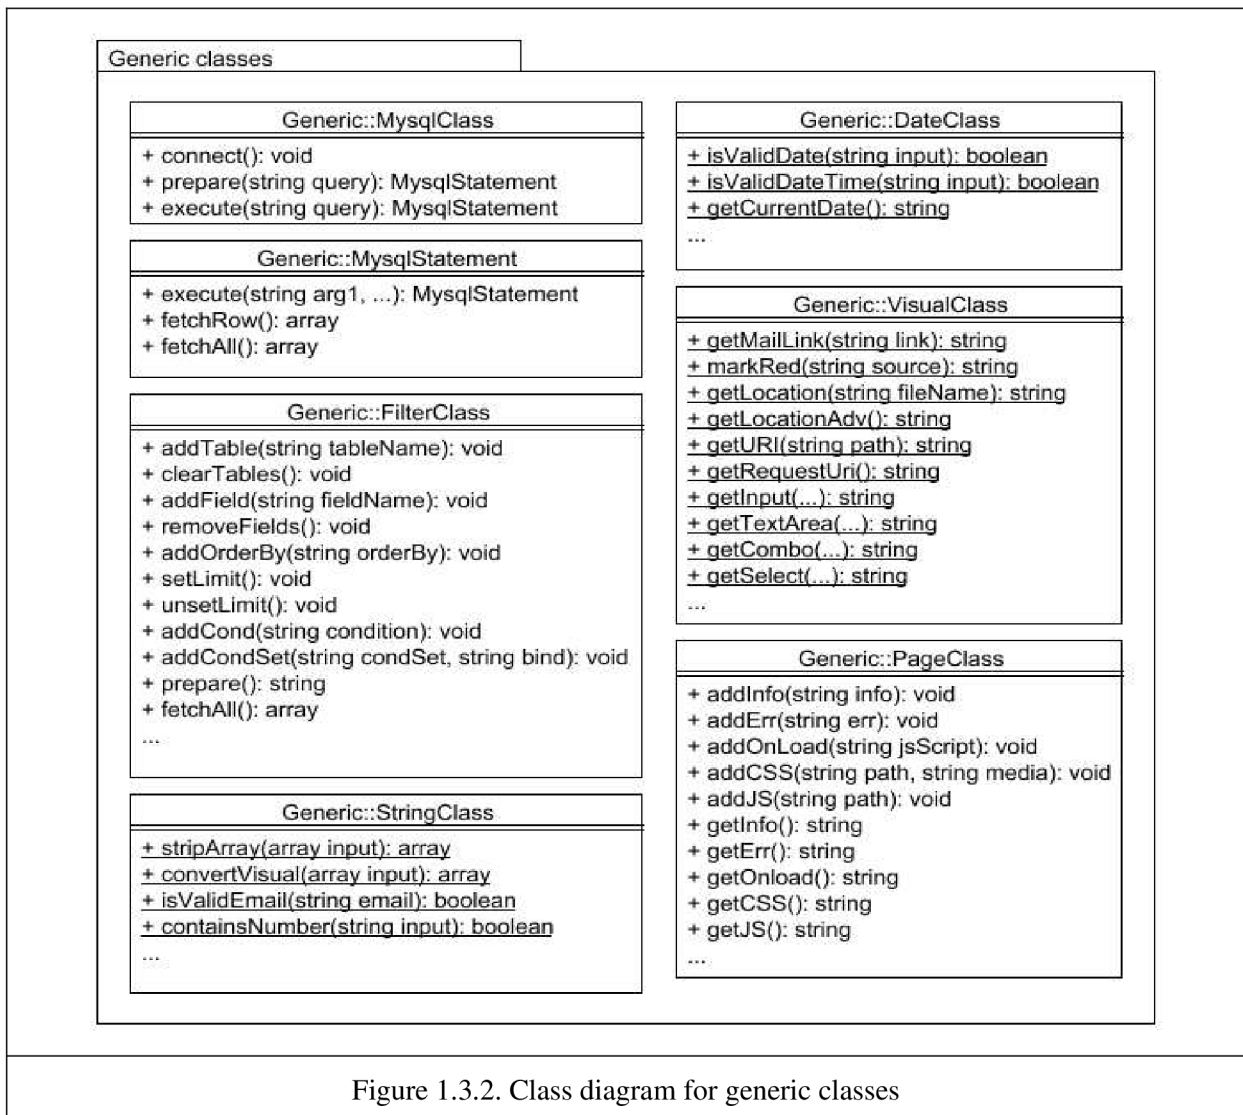 Generic classes
Generic::MysqlClass
+ connect(): void
+ prepare(string query): MysqlStatement
+ execute(string query): MysqlStatement
Generic::MysqlStatement
+ execute(string arg1, ...): MysqlStatement
+ fetchRow(): array
+ fetchAll(): array
Generic::FilterClass
+ addTable(string tableName): void
+ clearTables(): void
+ addField(string fieldName): void
+ removeFields(): void
+ addOrderBy(string orderBy): void
+ setLimit(): void
+ unsetLimit(): void
+ addCond(string condition): void
+ addCondSet(string condSet, string bind): void
+ prepare(): string
+ fetchAll(): array
...
Generic::StringClass
+ stripArray(array input): array
+ convertVisual(array input): array
+ isValidEmail(string email): boolean
+ containsNumber(string input): boolean
...
Generic::DateClass
+ isValidDate(string input): boolean
+ isValidDateTime(string input): boolean
+ getCurrentDate(): string
...
Generic::VisualClass
+ getMailLink(string link): string
+ markRed(string source): string
+ getLocation(string fileName): string
+ getLocationAdv(): string
+ getURI(string path): string
+ getRequestUri(): string
+ getInput(...): string
+ getTextArea(...): string
+ getCombo(...): string
+ getSelect(...): string
...
Generic::PageClass
+ addInfo(string info): void
+ addErr(string err): void
+ addOnLoad(string jsScript): void
+ addCSS(string path, string media): void
+ addJS(string path): void
+ getInfo(): string
+ getErr(): string
+ getOnload(): string
+ getCSS(): string
+ getJS(): string
...
Figure 1.3.2. Class diagram for generic classes